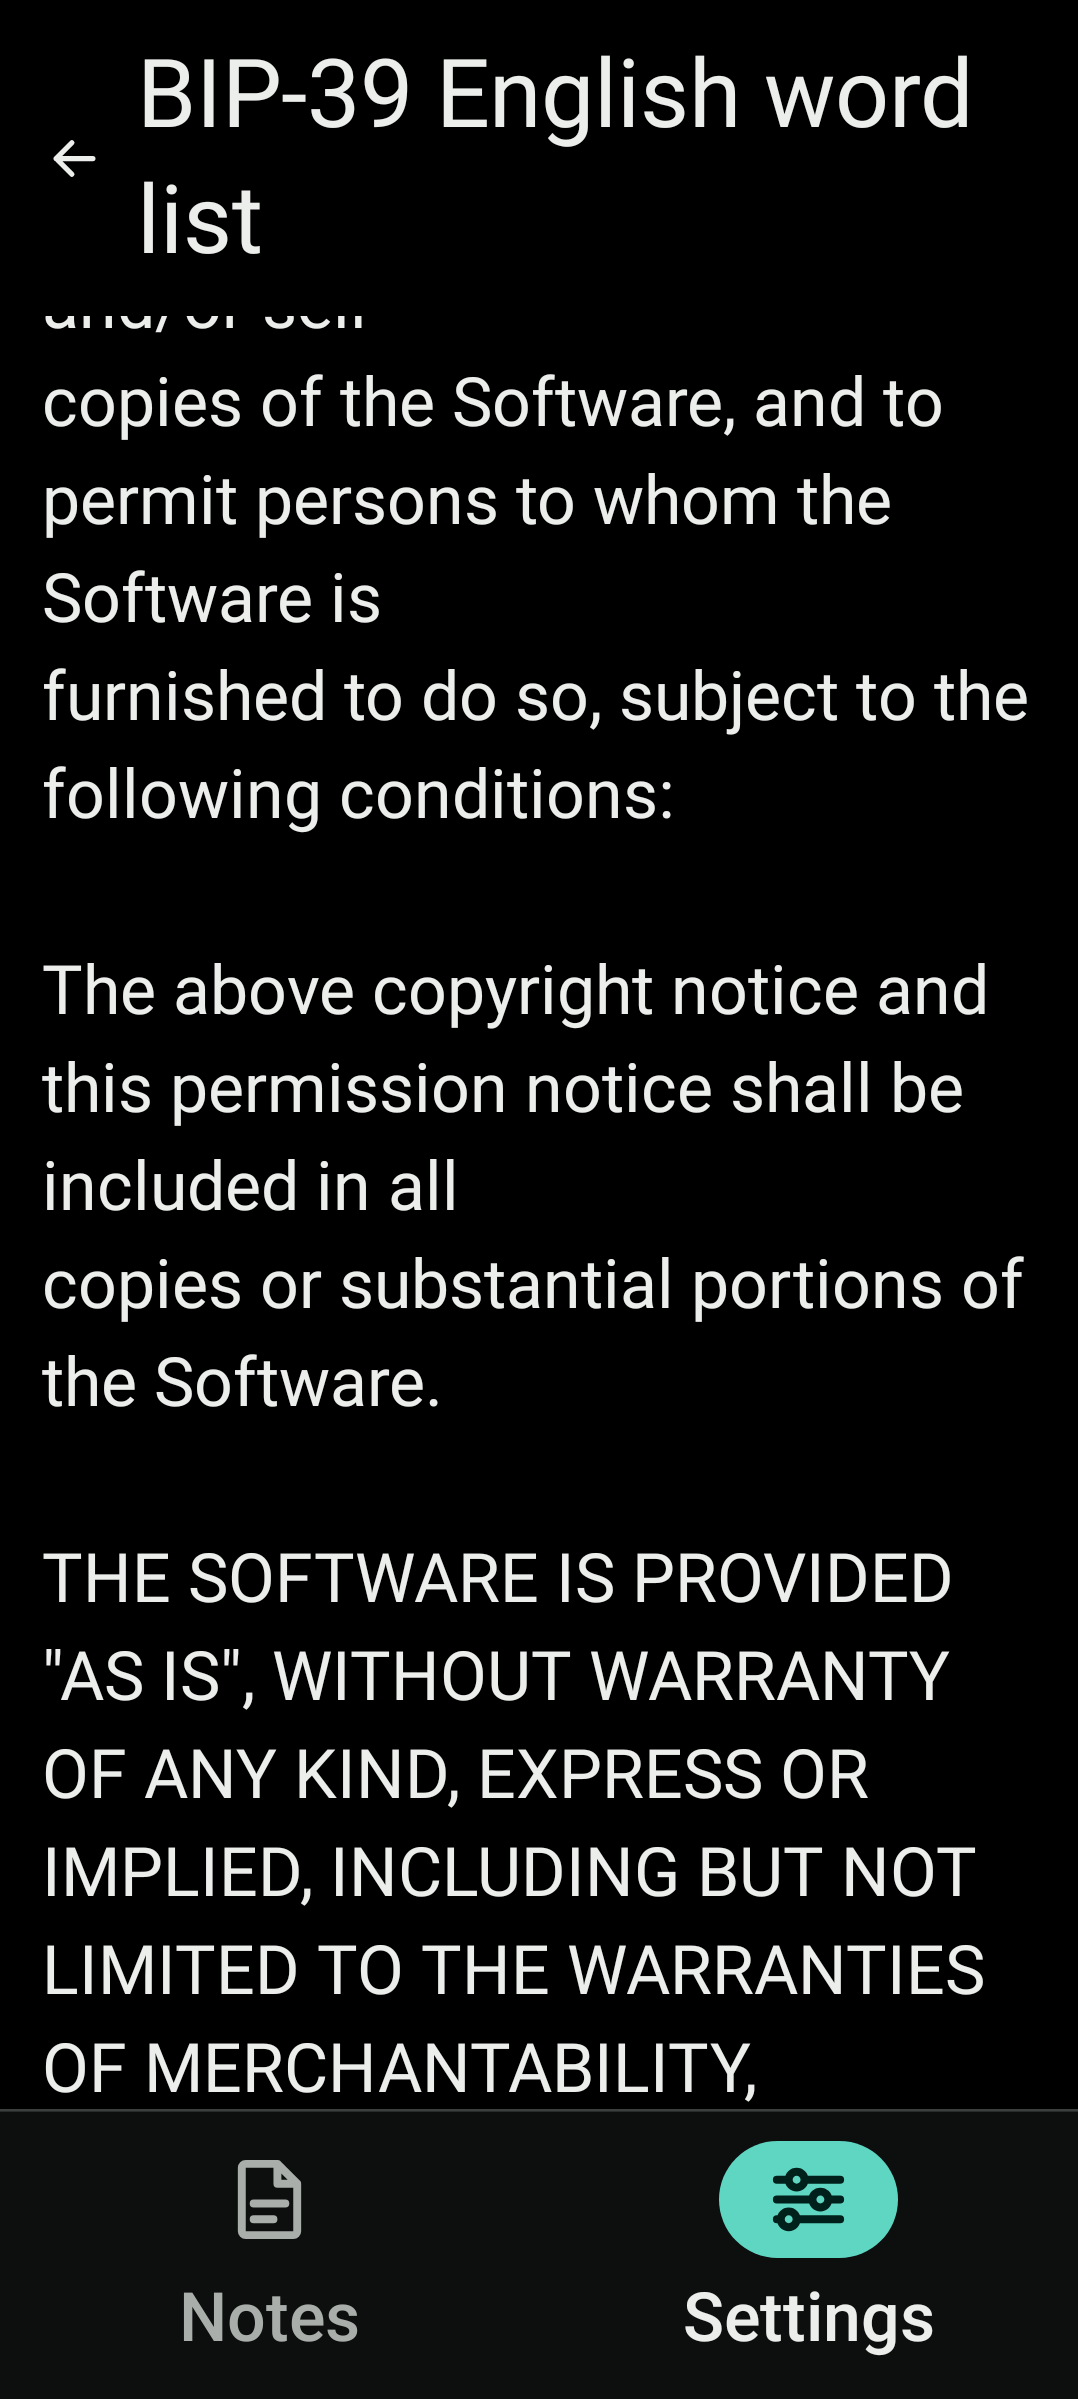 BIP-39 English word
list
and/or sell
copies of the Software, and to
permit persons to whom the
Software is
furnished to do so, subject to the
following conditions:
The above copyright notice and
this permission notice shall be
included in all
copies or substantial portions of
the Software.
THE SOFTWARE IS PROVIDED
"AS IS", WITHOUT WARRANTY
OF ANY KIND, EXPRESS OR
IMPLIED, INCLUDING BUT NOT
LIMITED TO THE WARRANTIES
OF MERCHANTABILITY,
Notes
Settings